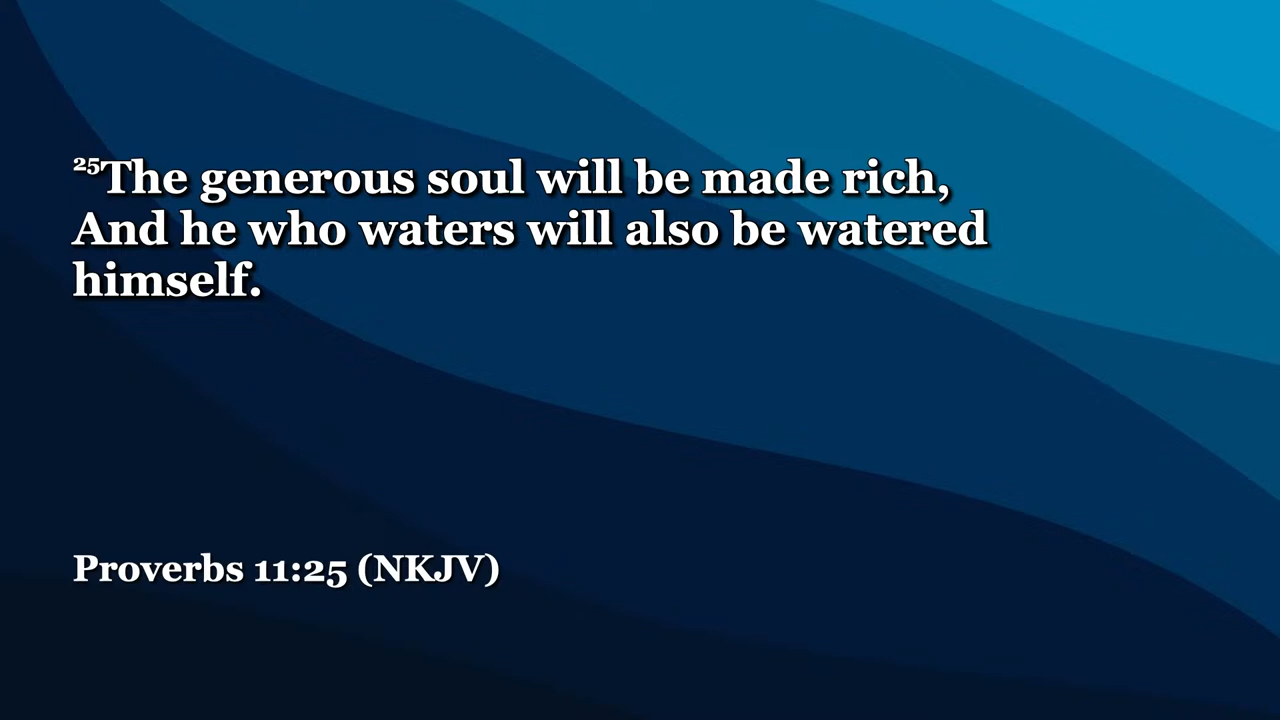 25The generous soul will be made rich,
And he who waters will also be watered
himself.
Proverbs 11:25 (NKJV)